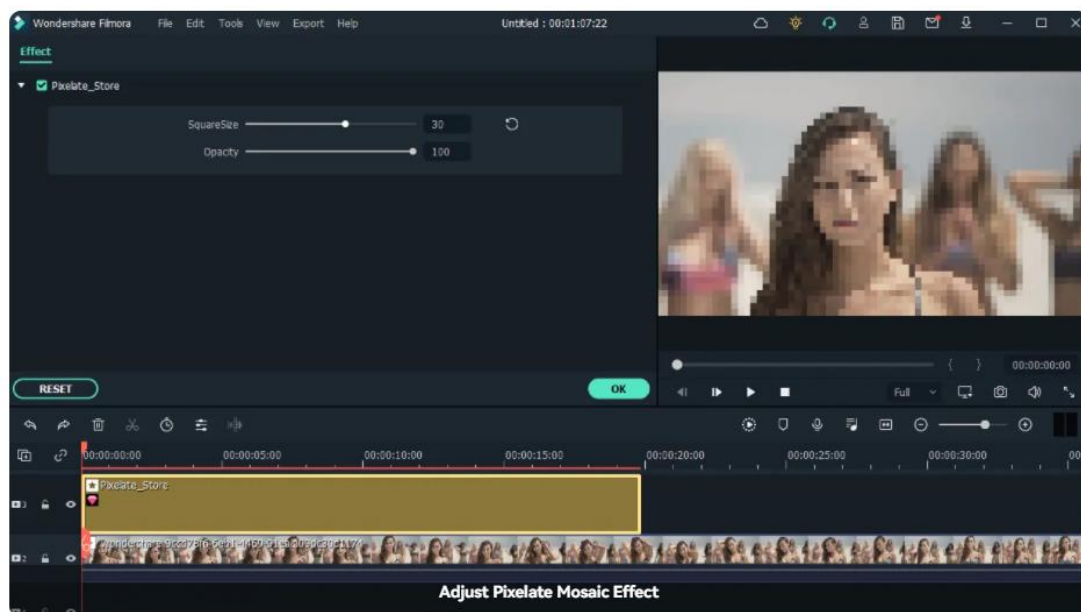 Wondershare Filmora File Edit Tools View Export Help Untitled : 00:01:07:22
Effect
Pixelate_Store
SquareSize 30
Opacity 100
{ } 00:00:00:00
RESET OK Full
00:00:00:00 00:00:05:00 00:00:10:00 00:00:15:00 00:00:20:00 00:00:25:00 00:00:30:00 00
Pixelate_Store
3
2
Adjust Pixelate Mosaic Effect